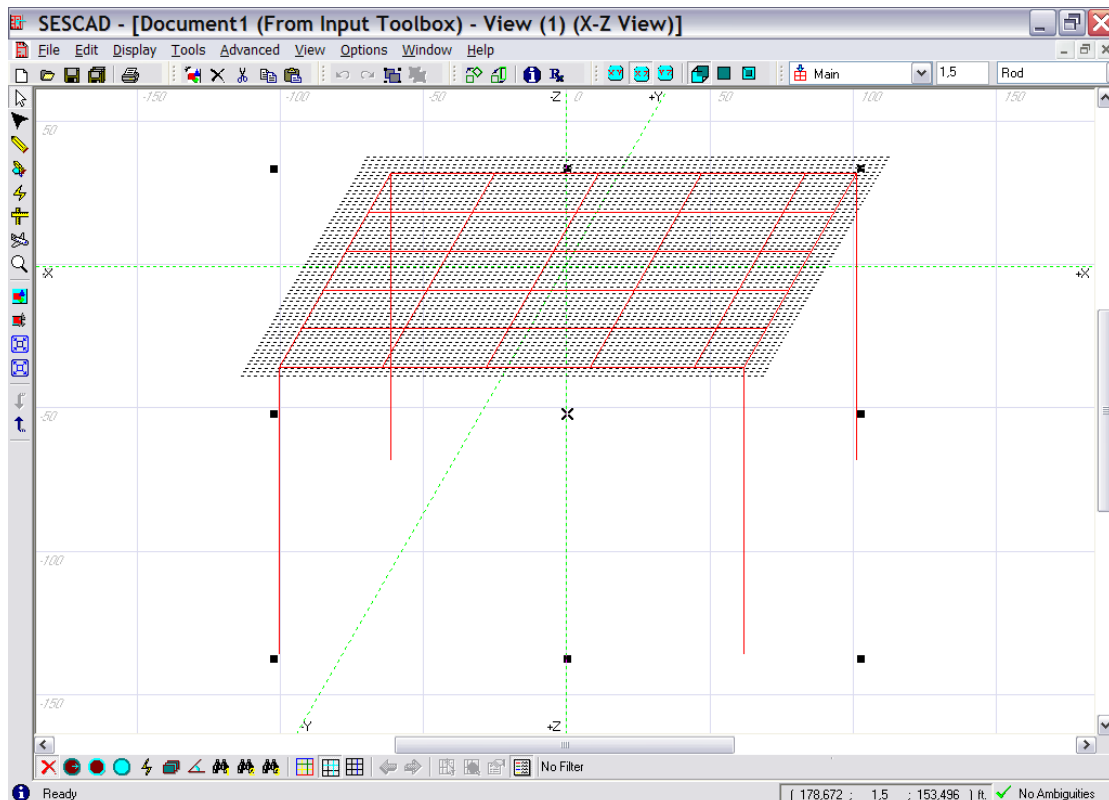 SESCAD - [Document1 (From Input Toolbox) - View (1) (X-Z View)]
File Edit Display Tools Advanced View Options Window Help
Main 1,5 Rod
-150 -100 -50 -Z 0 +Y 50 100 150
50
-X +X
-50
-100
-150
-Y +Z
No Filter
Ready ( 178,672 ; 1,5 ; 153,496 ) ft. No Ambiguities